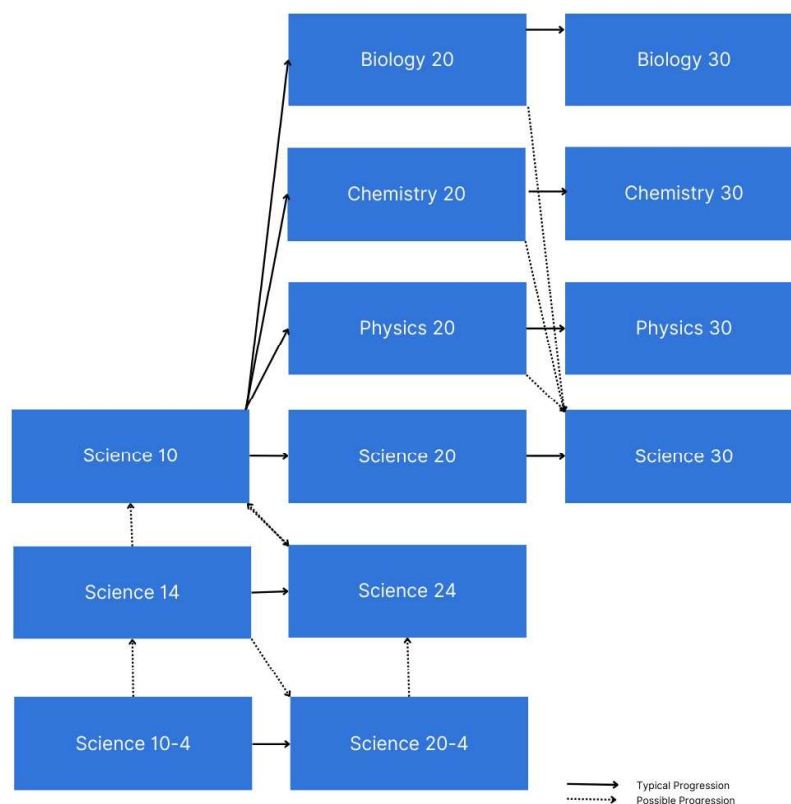 Biology 20
Biology 30
Chemistry 20
Chemistry 30
Physics 20
Physics 30
Science 10
Science 20
Science 30
Science 14
Science 24
Science 10-4
Science 20-4
Typical Progression
Possible Progression